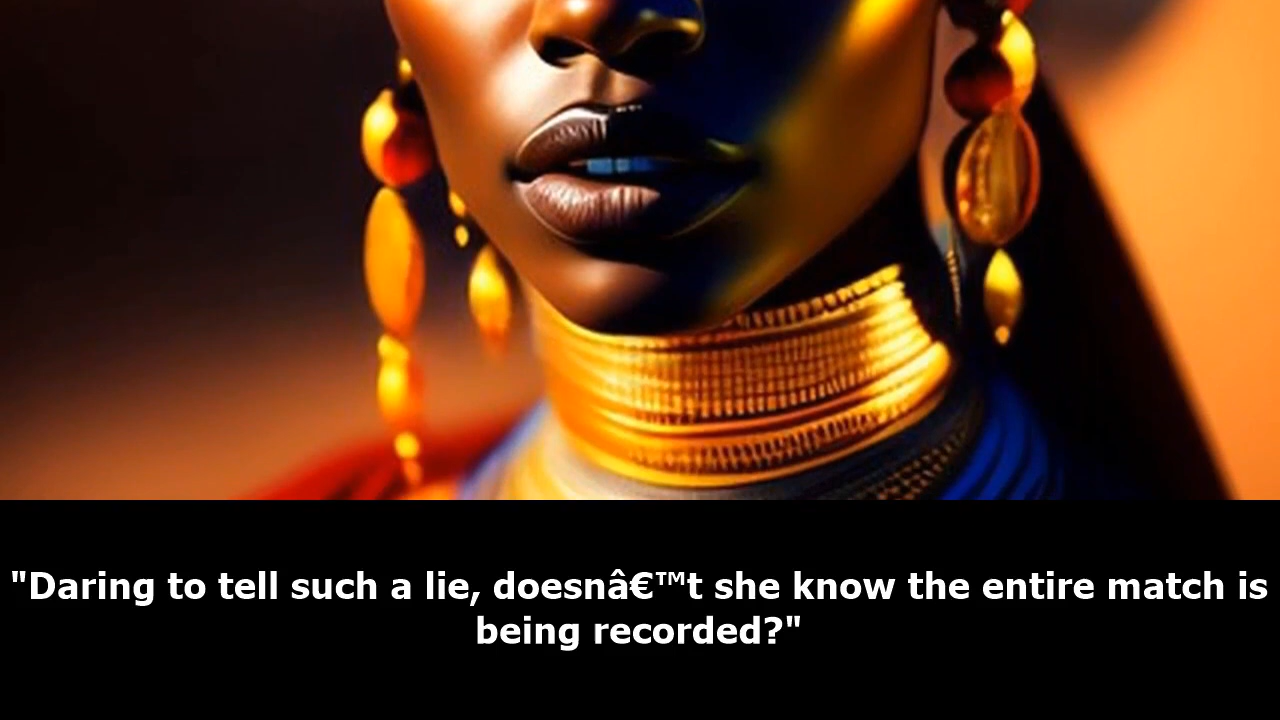 "Daring to tell such a lie, doesnâ€™t she know the entire match is
being recorded?"